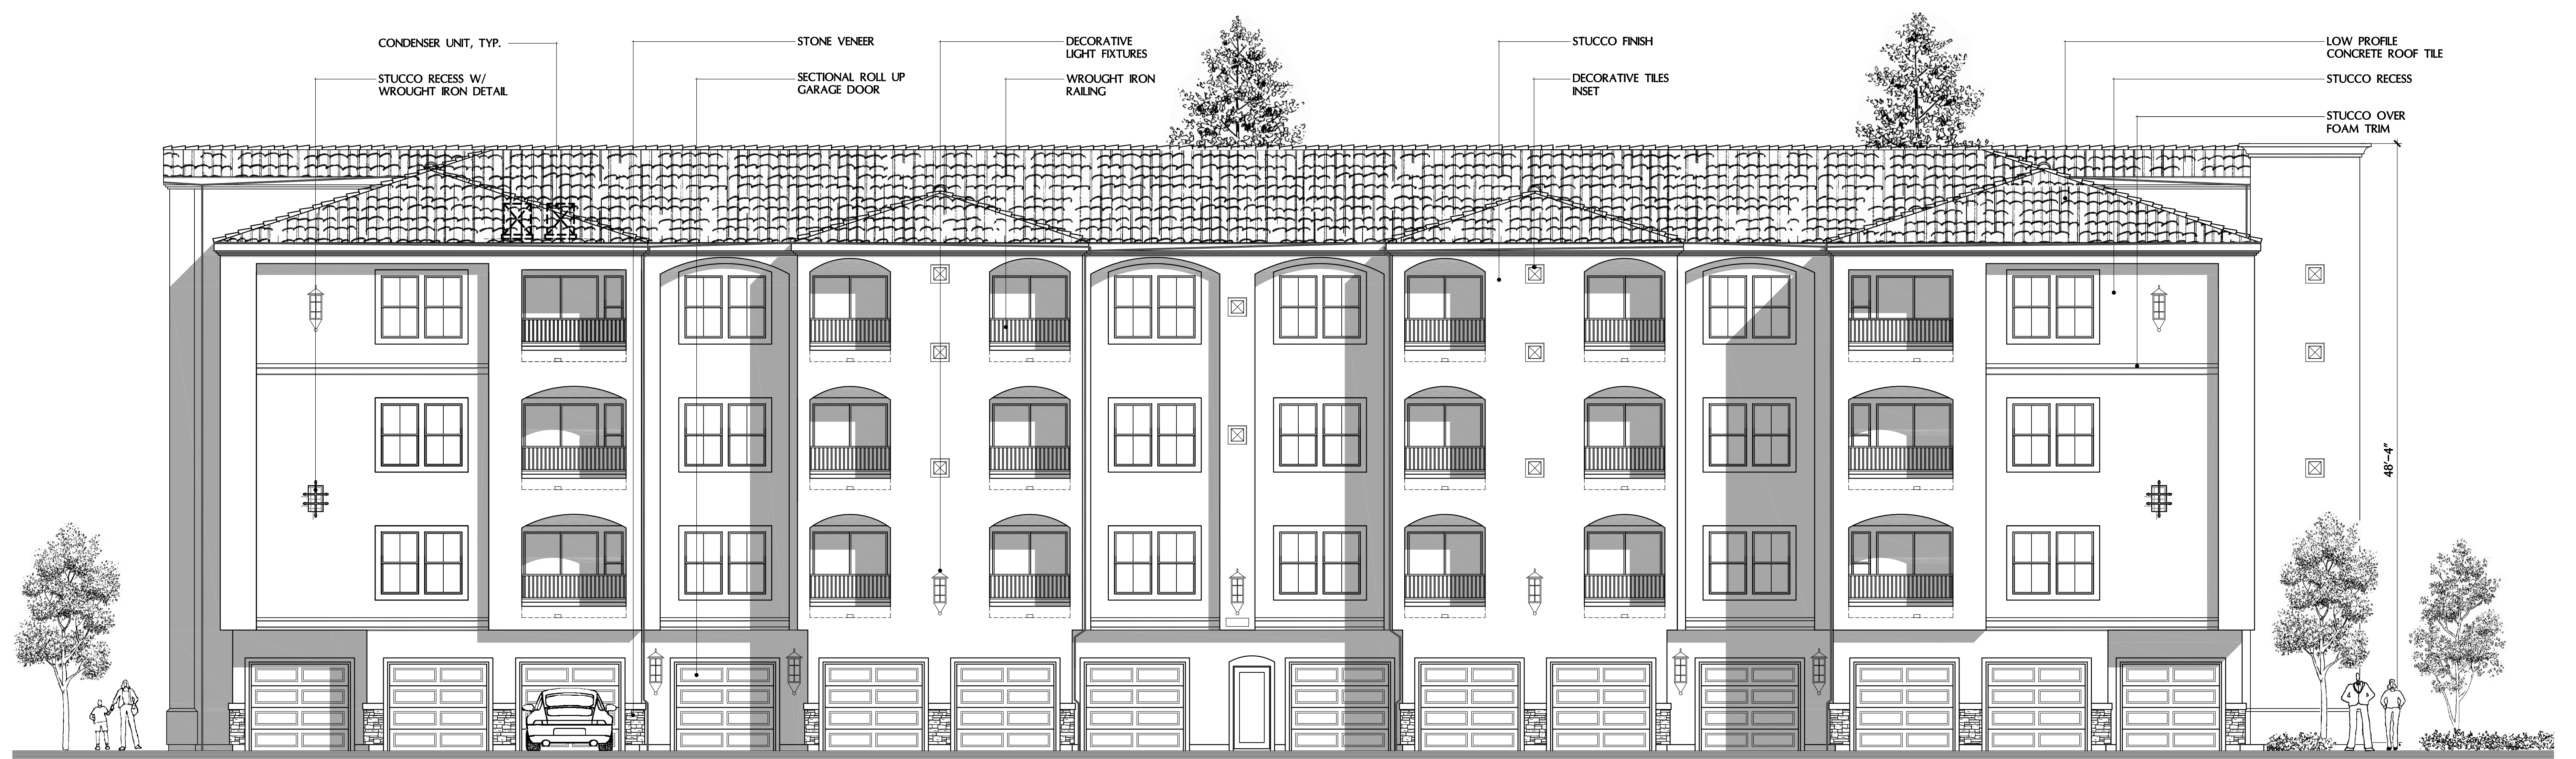 CONDENSER UNIT, TYP.
STUCCO RECESS W/
WROUGHT IRON DETAIL
STONE VENEER
SECTIONAL ROLL UP
GARAGE DOOR
DECORATIVE
LIGHT FIXTURES
WROUGHT IRON
RAILING
STUCCO FINISH
DECORATIVE TILES
INSET
LOW PROFILE
CONCRETE ROOF TILE
STUCCO RECESS
STUCCO OVER
FOAM TRIM
48'-4"